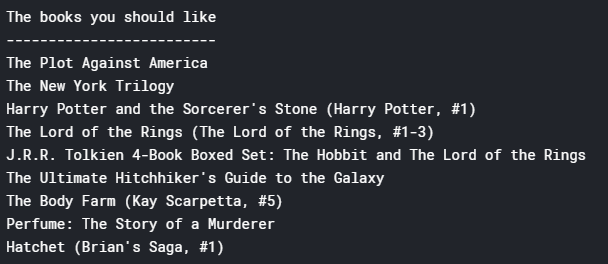 The books you should like
-------------------------
The Plot Against America
The New York Trilogy
Harry Potter and the Sorcerer's Stone (Harry Potter, #1)
The Lord of the Rings (The Lord of the Rings, #1-3)
J.R.R. Tolkien 4-Book Boxed Set: The Hobbit and The Lord of the Rings
The Ultimate Hitchhiker's Guide to the Galaxy
The Body Farm (Kay Scarpetta, #5)
Perfume: The Story of a Murderer
Hatchet (Brian's Saga, #1)